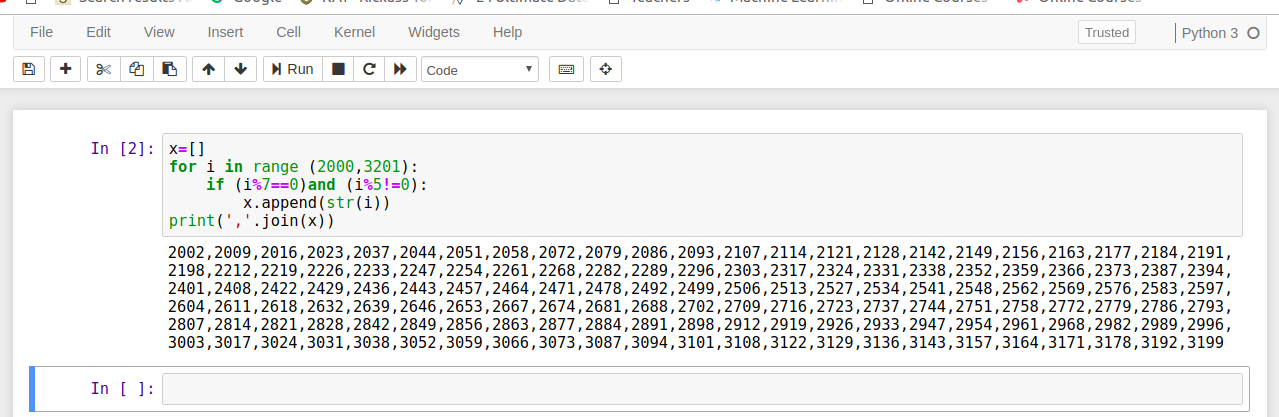 Google
File Edit View Insert Cell Kernel Widgets Help Trusted Python 3
Run Code
In [2]: x=[]
for i in range (2000,3201):
    if (i%7==0)and (i%5!=0):
        x.append(str(i))
print(','.join(x))
2002,2009,2016,2023,2037,2044,2051,2058,2072,2079,2086,2093,2107,2114,2121,2128,2142,2149,2156,2163,2177,2184,2191,
2198,2212,2219,2226,2233,2247,2254,2261,2268,2282,2289,2296,2303,2317,2324,2331,2338,2352,2359,2366,2373,2387,2394,
2401,2408,2422,2429,2436,2443,2457,2464,2471,2478,2492,2499,2506,2513,2527,2534,2541,2548,2562,2569,2576,2583,2597,
2604,2611,2618,2632,2639,2646,2653,2667,2674,2681,2688,2702,2709,2716,2723,2737,2744,2751,2758,2772,2779,2786,2793,
2807,2814,2821,2828,2842,2849,2856,2863,2877,2884,2891,2898,2912,2919,2926,2933,2947,2954,2961,2968,2982,2989,2996,
3003,3017,3024,3031,3038,3052,3059,3066,3073,3087,3094,3101,3108,3122,3129,3136,3143,3157,3164,3171,3178,3192,3199
In [ ]: